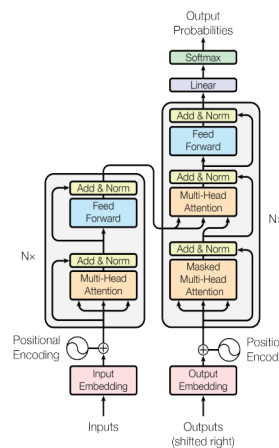 Output
Probabilities
Softmax
Linear
Add & Norm
Feed
Forward
Add & Norm
Multi-Head
Attention
Add & Norm
Masked
Multi-Head
Attention
N×
Add & Norm
Feed
Forward
Add & Norm
Multi-Head
Attention
N×
Positional
Encoding
Input
Embedding
Output
Embedding
Inputs
Outputs
(shifted right)